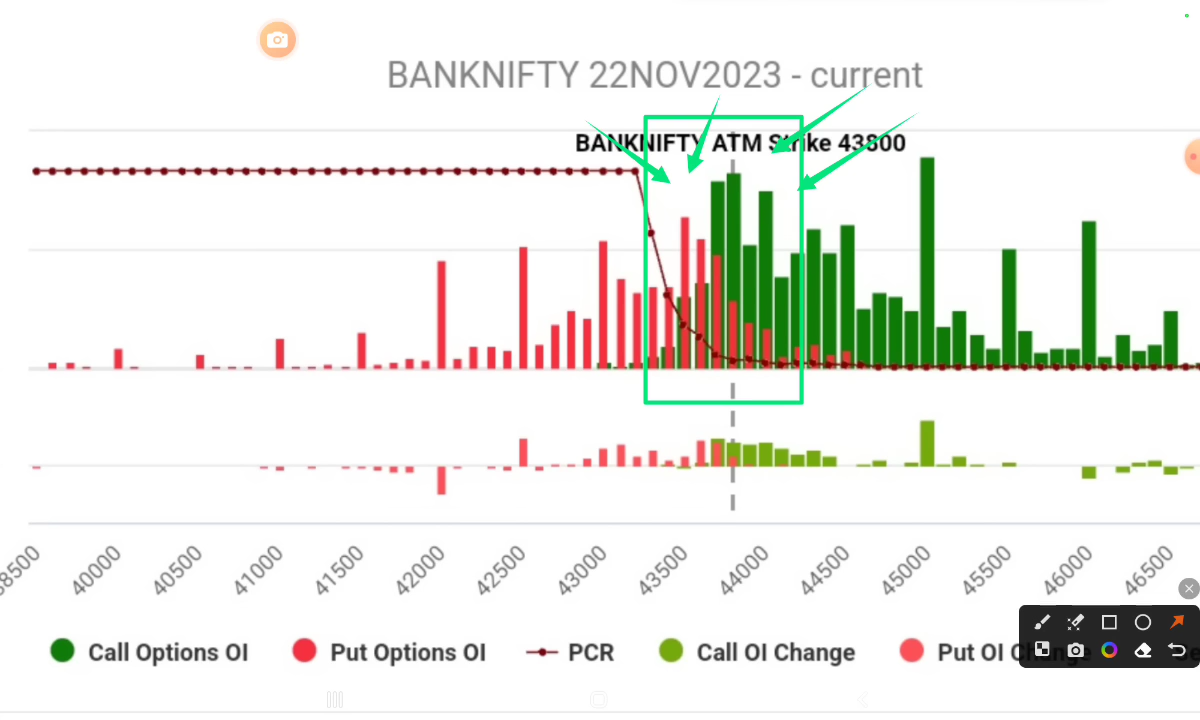 BANKNIFTY 22NOV2023 - current
BANKNIFTY ATM Strike 43800
38500 40000 40500 41000 41500 42000 42500 43000 43500 44000 44500 45000 45500 46000 46500
Call Options OI Put Options OI PCR Call OI Change Put OI Change